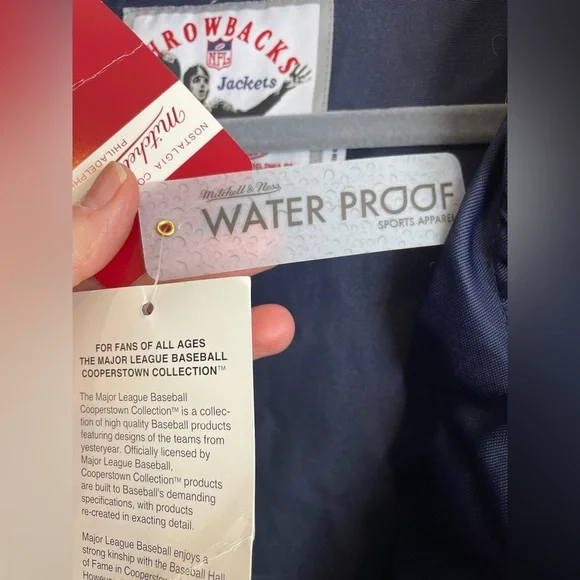 THROWBACKS
NFL
Jackets
Mitchell
NOSTALGIA CO
PHILADELPHIA
Mitchell & Ness
WATER PROOF
SPORTS APPAREL
FOR FANS OF ALL AGES
THE MAJOR LEAGUE BASEBALL
COOPERSTOWN COLLECTION™
The Major League Baseball
Cooperstown Collection™ is a collec-
tion of high quality Baseball products
featuring designs of the teams from
yesteryear. Officially licensed by
Major League Baseball,
Cooperstown Collection™ products
are built to Baseball's demanding
specifications, with products
re-created in exacting detail.
Major League Baseball enjoys a
strong kinship with the Baseball Hall
of Fame in Cooperstown
However